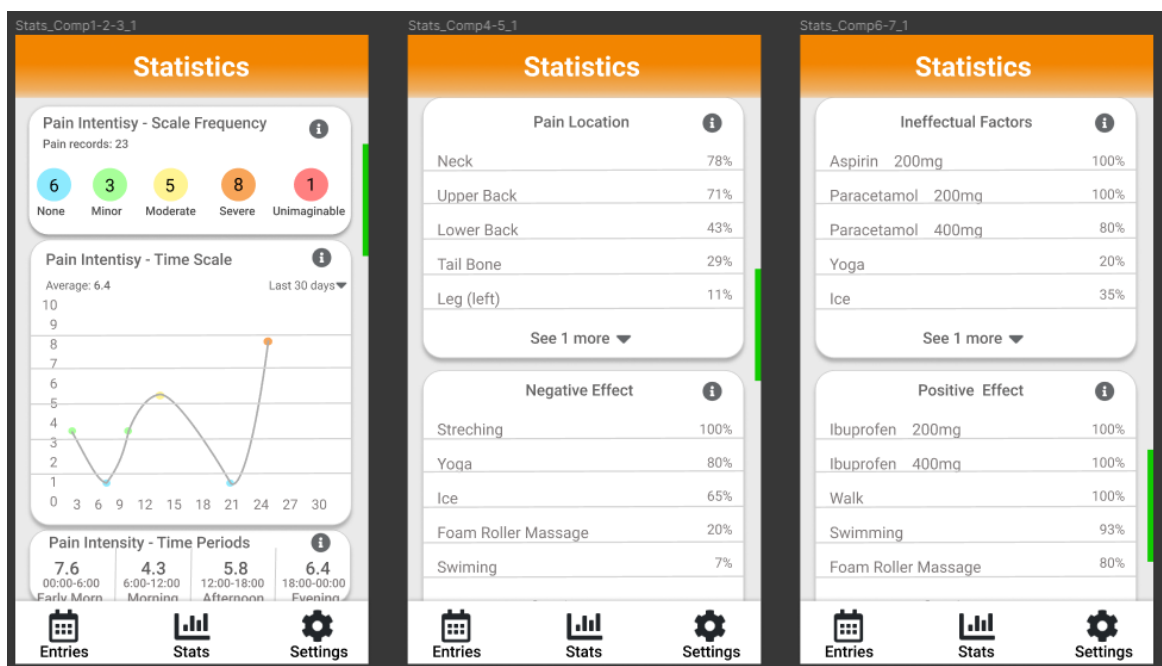 Stats_Comp1-2-3_1
Statistics
Pain Intentisy - Scale Frequency
Pain records: 23
6 3 5 8 1
None Minor Moderate Severe Unimaginable
Pain Intentisy - Time Scale
Average: 6.4 Last 30 days
10
9
8
7
6
5
4
3
2
1
0 3 6 9 12 15 18 21 24 27 30
Pain Intensity - Time Periods
7.6 4.3 5.8 6.4
00:00-6:00 6:00-12:00 12:00-18:00 18:00-00:00
Early Morn Morning Afternoon Evening
Entries Stats Settings
Stats_Comp4-5_1
Statistics
Pain Location
Neck 78%
Upper Back 71%
Lower Back 43%
Tail Bone 29%
Leg (left) 11%
See 1 more
Negative Effect
Streching 100%
Yoga 80%
Ice 65%
Foam Roller Massage 20%
Swiming 7%
Entries Stats Settings
Stats_Comp6-7_1
Statistics
Ineffectual Factors
Aspirin 200mg 100%
Paracetamol 200mg 100%
Paracetamol 400mg 80%
Yoga 20%
Ice 35%
See 1 more
Positive Effect
Ibuprofen 200mg 100%
Ibuprofen 400mg 100%
Walk 100%
Swimming 93%
Foam Roller Massage 80%
Entries Stats Settings